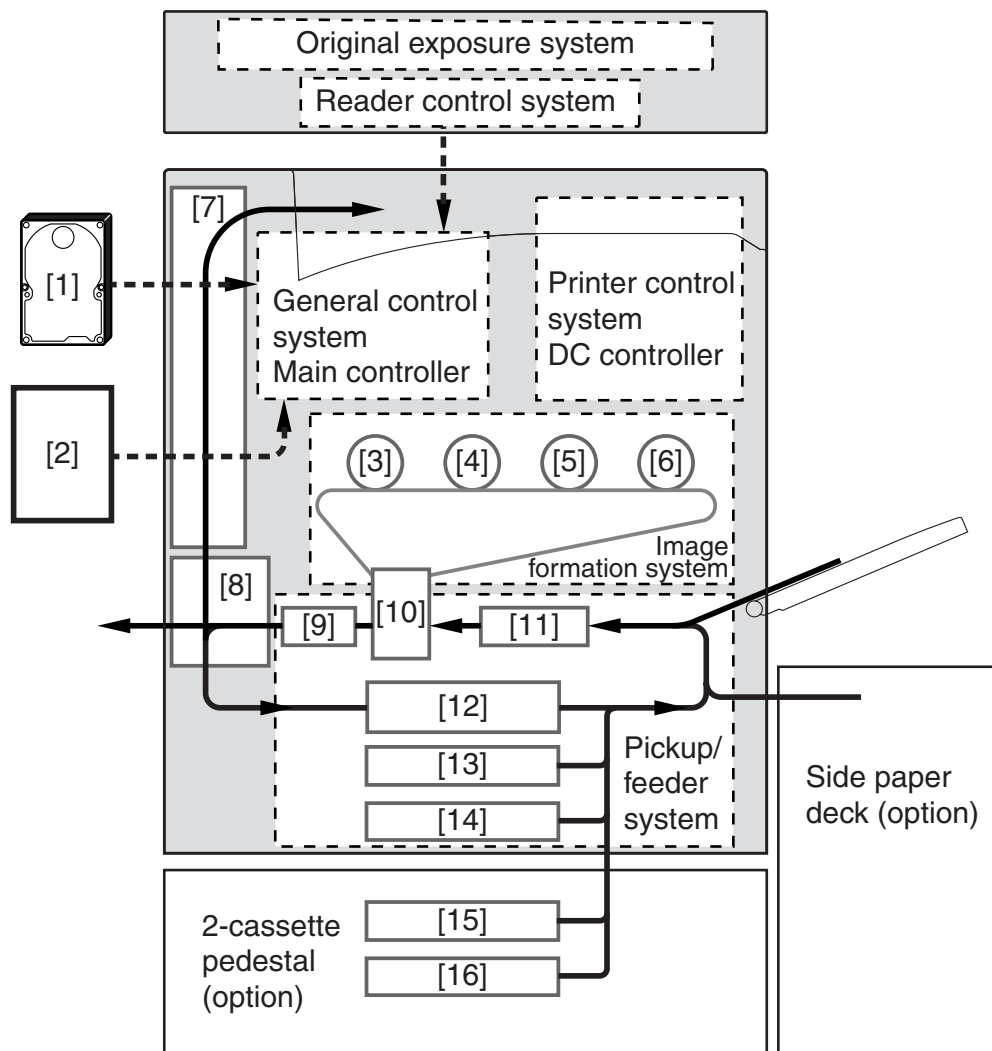 Original exposure system
Reader control system
[7]
[1]
General control
system
Main controller
Printer control
system
DC controller
[2]
[3]
[4]
[5]
[6]
Image
formation system
[8]
[9]
[10]
[11]
[12]
[13]
[14]
Pickup/
feeder
system
Side paper
deck (option)
2-cassette
pedestal
(option)
[15]
[16]